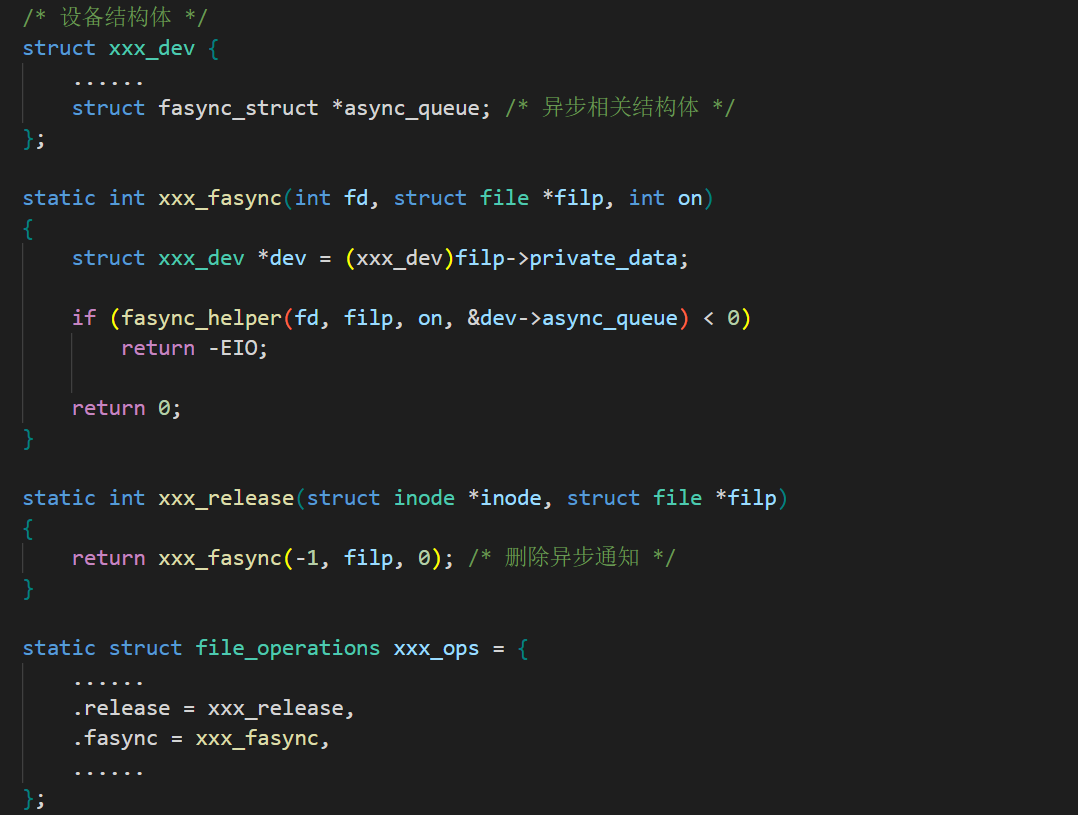 /* 设备结构体 */
struct xxx_dev {
    ......
    struct fasync_struct *async_queue; /* 异步相关结构体 */
};

static int xxx_fasync(int fd, struct file *filp, int on)
{
    struct xxx_dev *dev = (xxx_dev)filp->private_data;

    if (fasync_helper(fd, filp, on, &dev->async_queue) < 0)
        return -EIO;

    return 0;
}

static int xxx_release(struct inode *inode, struct file *filp)
{
    return xxx_fasync(-1, filp, 0); /* 删除异步通知 */
}

static struct file_operations xxx_ops = {
    ......
    .release = xxx_release,
    .fasync = xxx_fasync,
    ......
};